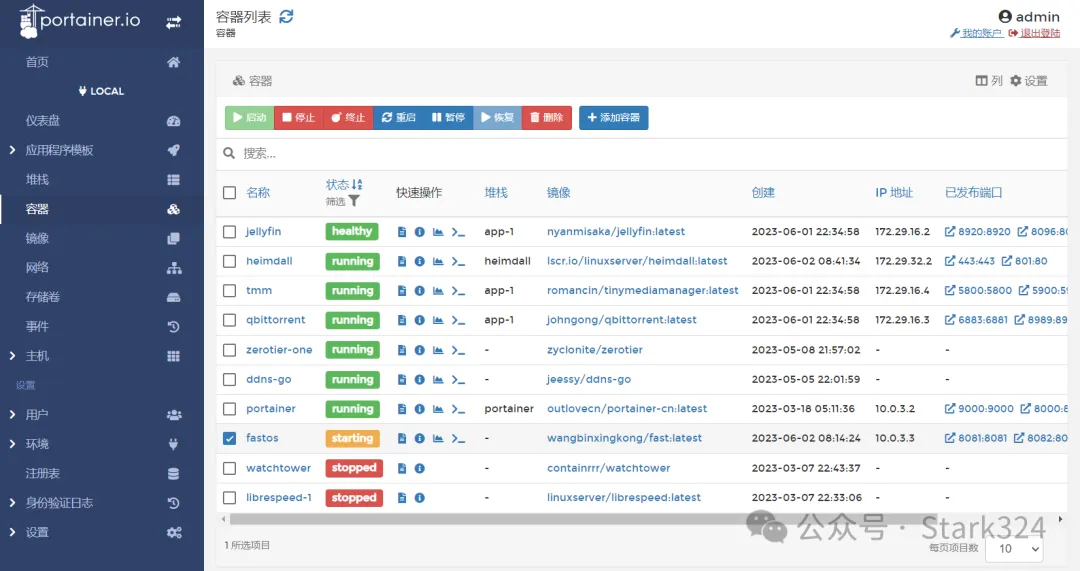 portainer.io
首页
LOCAL
仪表盘
应用程序模板
堆栈
容器
镜像
网络
存储卷
事件
主机
设置
用户
环境
注册表
身份验证日志
设置
容器列表
容器
admin
我的账户 退出登陆
容器
列 设置
启动 停止 终止 重启 暂停 恢复 删除 添加容器
搜索...
名称 状态 筛选 快速操作 堆栈 镜像 创建 IP 地址 已发布端口
jellyfin healthy app-1 nyanmisaka/jellyfin:latest 2023-06-01 22:34:58 172.29.16.2 8920:8920 8096:80
heimdall running heimdall lscr.io/linuxserver/heimdall:latest 2023-06-02 08:41:34 172.29.32.2 443:443 801:80
tmm running app-1 romancin/tinymediamanager:latest 2023-06-01 22:34:58 172.29.16.4 5800:5800 5900:59
qbittorrent running app-1 johngong/qbittorrent:latest 2023-06-01 22:34:58 172.29.16.3 6883:6881 8989:89
zerotier-one running - zyclonite/zerotier 2023-05-08 21:57:02 - -
ddns-go running - jeessy/ddns-go 2023-05-05 22:01:59 - -
portainer running portainer outlovecn/portainer-cn:latest 2023-03-18 05:11:36 10.0.3.2 9000:9000 8000:8
fastos starting - wangbinxingkong/fast:latest 2023-06-02 08:14:24 10.0.3.3 8081:8081 8082:80
watchtower stopped - containrrr/watchtower 2023-03-07 22:43:37 - -
librespeed-1 stopped - linuxserver/librespeed:latest 2023-03-07 22:33:06 - -
公众号 · Stark324
1 所选项目
每页项目数 10